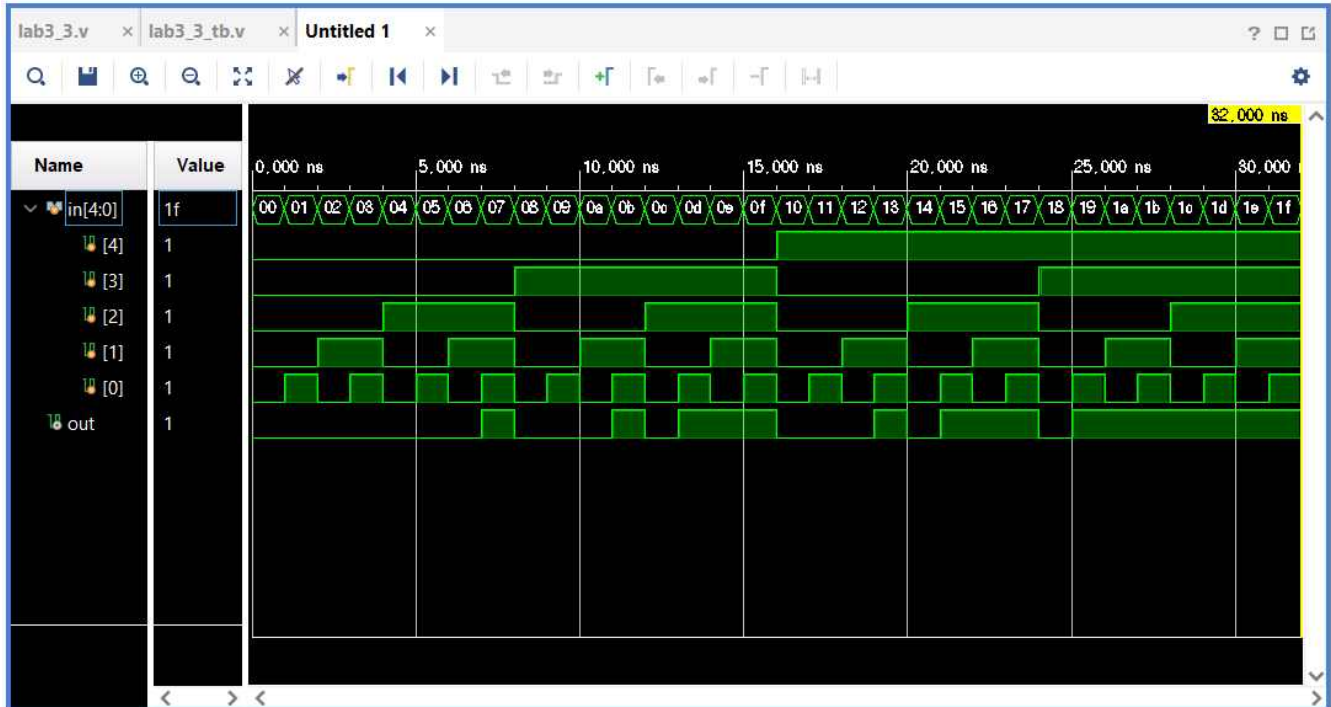 lab3_3.v × lab3_3_tb.v × Untitled 1 ×
?
32,000 ns
Name Value 0,000 ns 5,000 ns 10,000 ns 15,000 ns 20,000 ns 25,000 ns 30,000
in[4:0] 1f 00 01 02 03 04 05 06 07 08 09 0a 0b 0c 0d 0e 0f 10 11 12 13 14 15 16 17 18 19 1a 1b 1c 1d 1e 1f
[4] 1
[3] 1
[2] 1
[1] 1
[0] 1
out 1